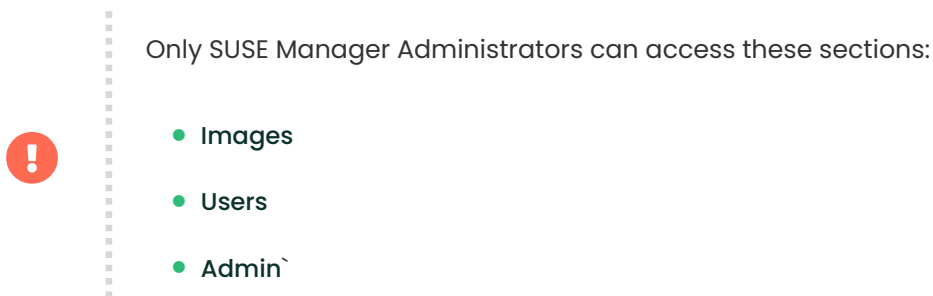 Only SUSE Manager Administrators can access these sections:
Images
Users
Admin`